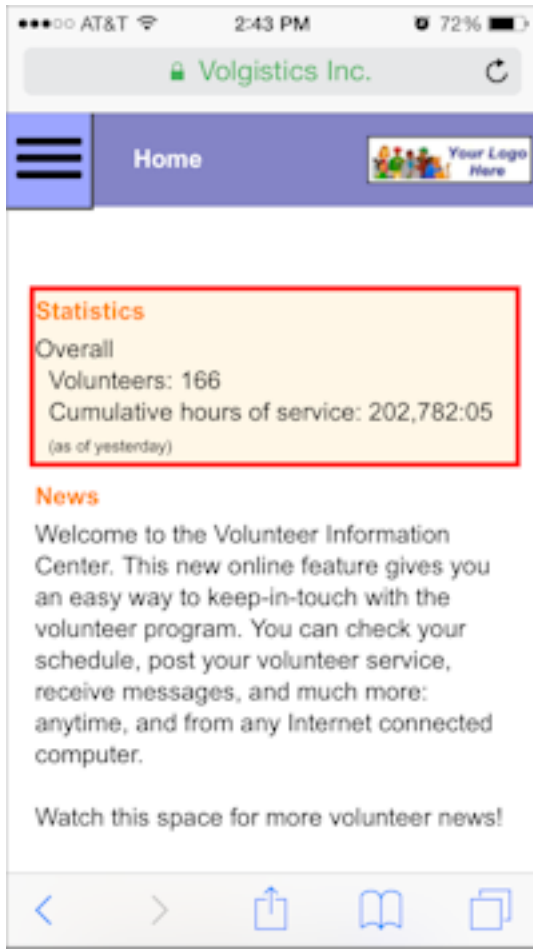 AT&T 2:43 PM 72%
Volgistics Inc.
Home
Your Logo
Here
Statistics
Overall
Volunteers: 166
Cumulative hours of service: 202,782:05
(as of yesterday)
News
Welcome to the Volunteer Information
Center. This new online feature gives you
an easy way to keep-in-touch with the
volunteer program. You can check your
schedule, post your volunteer service,
receive messages, and much more:
anytime, and from any Internet connected
computer.
Watch this space for more volunteer news!